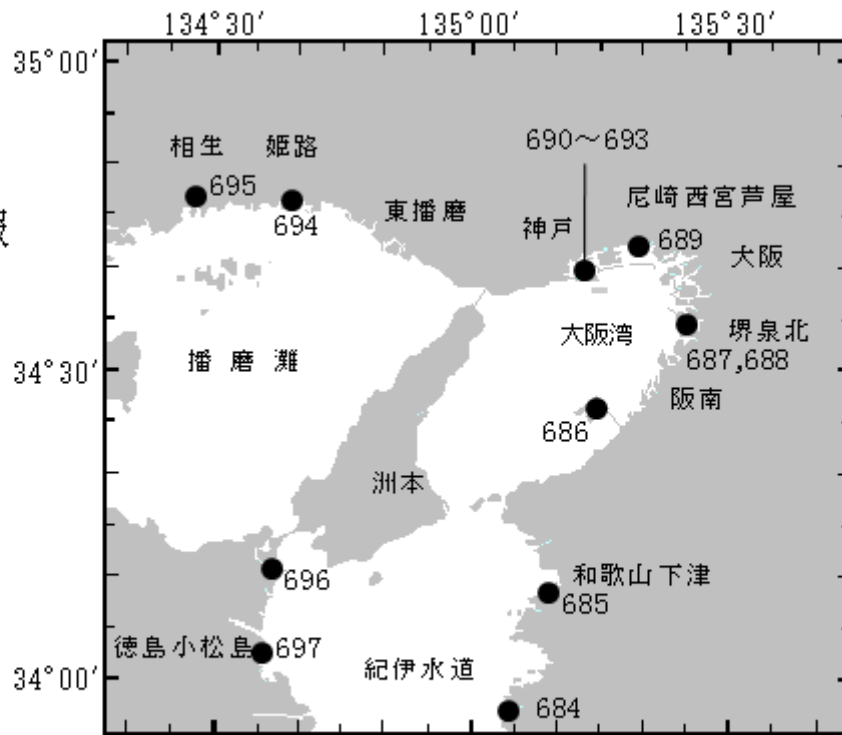 134°30′ 135°00′ 135°30′
35°00′
690～693
相生 姫路
尼崎西宮芦屋
695
694
東播磨
神戸
689
大阪
大阪湾
堺泉北
687,688
34°30′
播磨灘
阪南
686
洲本
696
和歌山下津
685
徳島小松島
697
紀伊水道
34°00′
684